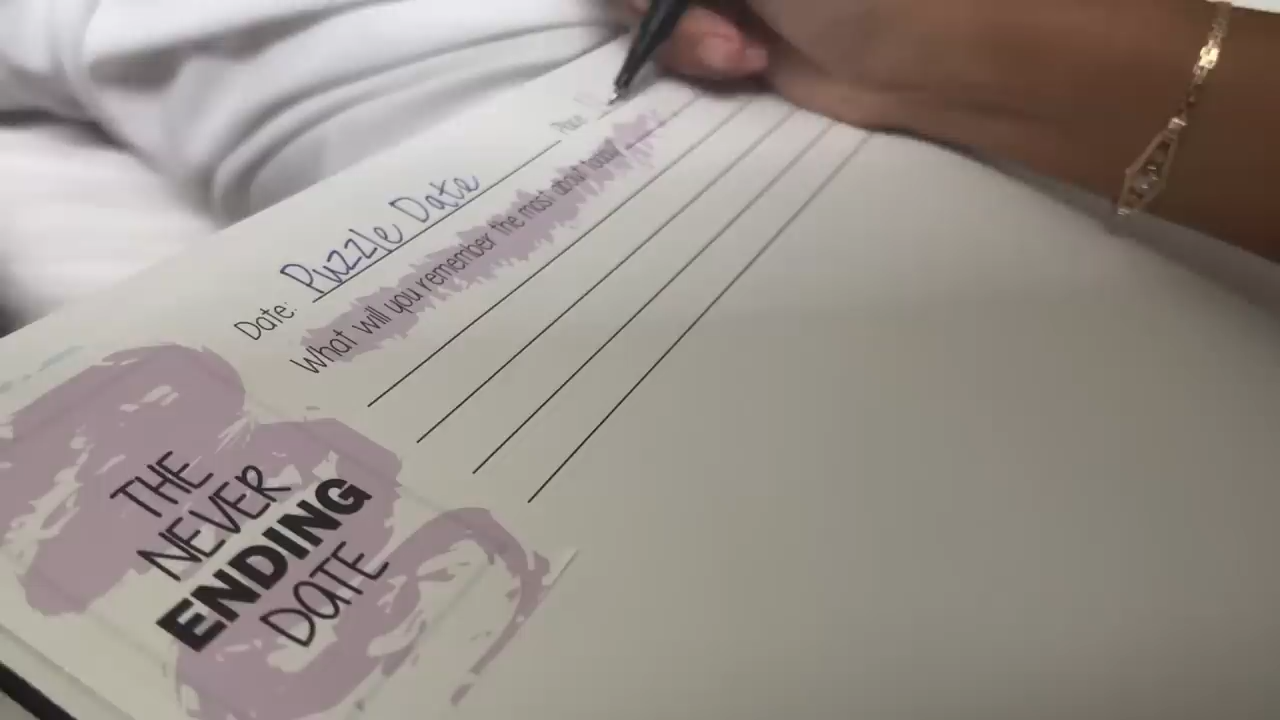 Date: Puzzle Date Place
What will you remember the most about today?
THE
NEVER
ENDING
DATE